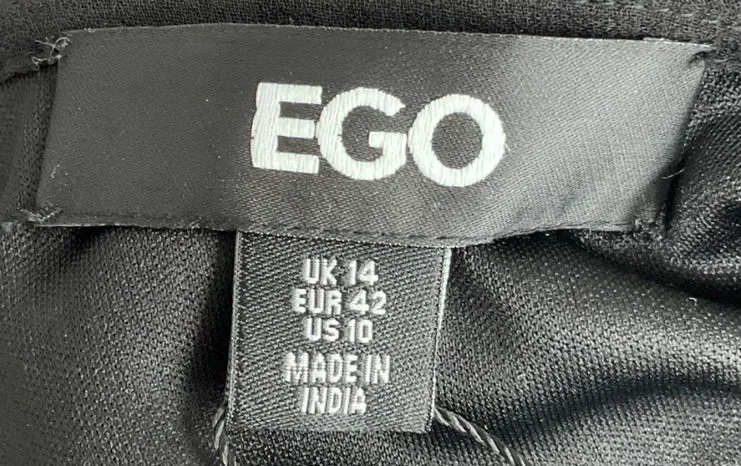 EGO
UK 14
EUR 42
US 10
MADE IN
INDIA